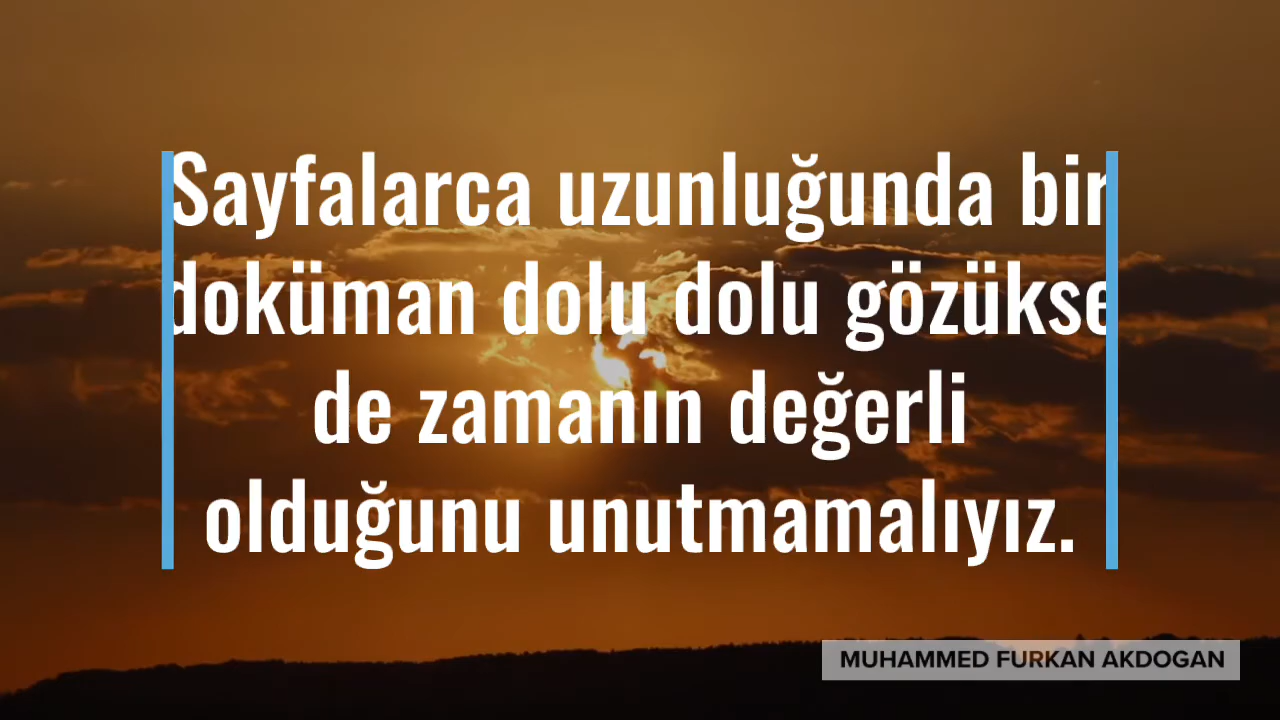 Sayfalarca uzunluğunda bir
doküman dolu dolu gözükse
de zamanın değerli
olduğunu unutmamalıyız.
MUHAMMED FURKAN AKDOGAN